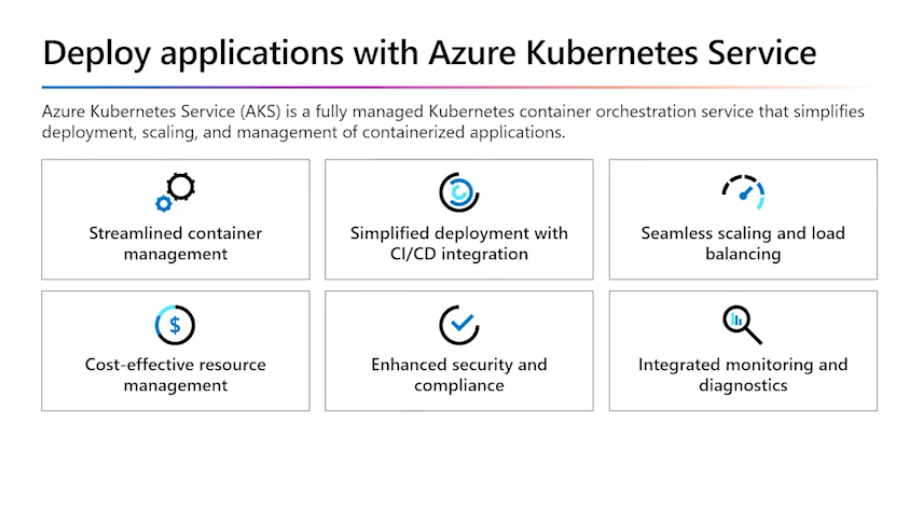 Deploy applications with Azure Kubernetes Service
Azure Kubernetes Service (AKS) is a fully managed Kubernetes container orchestration service that simplifies
deployment, scaling, and management of containerized applications.
Streamlined container
management
Simplified deployment with
CI/CD integration
Seamless scaling and load
balancing
$
Cost-effective resource
management
Enhanced security and
compliance
Integrated monitoring and
diagnostics